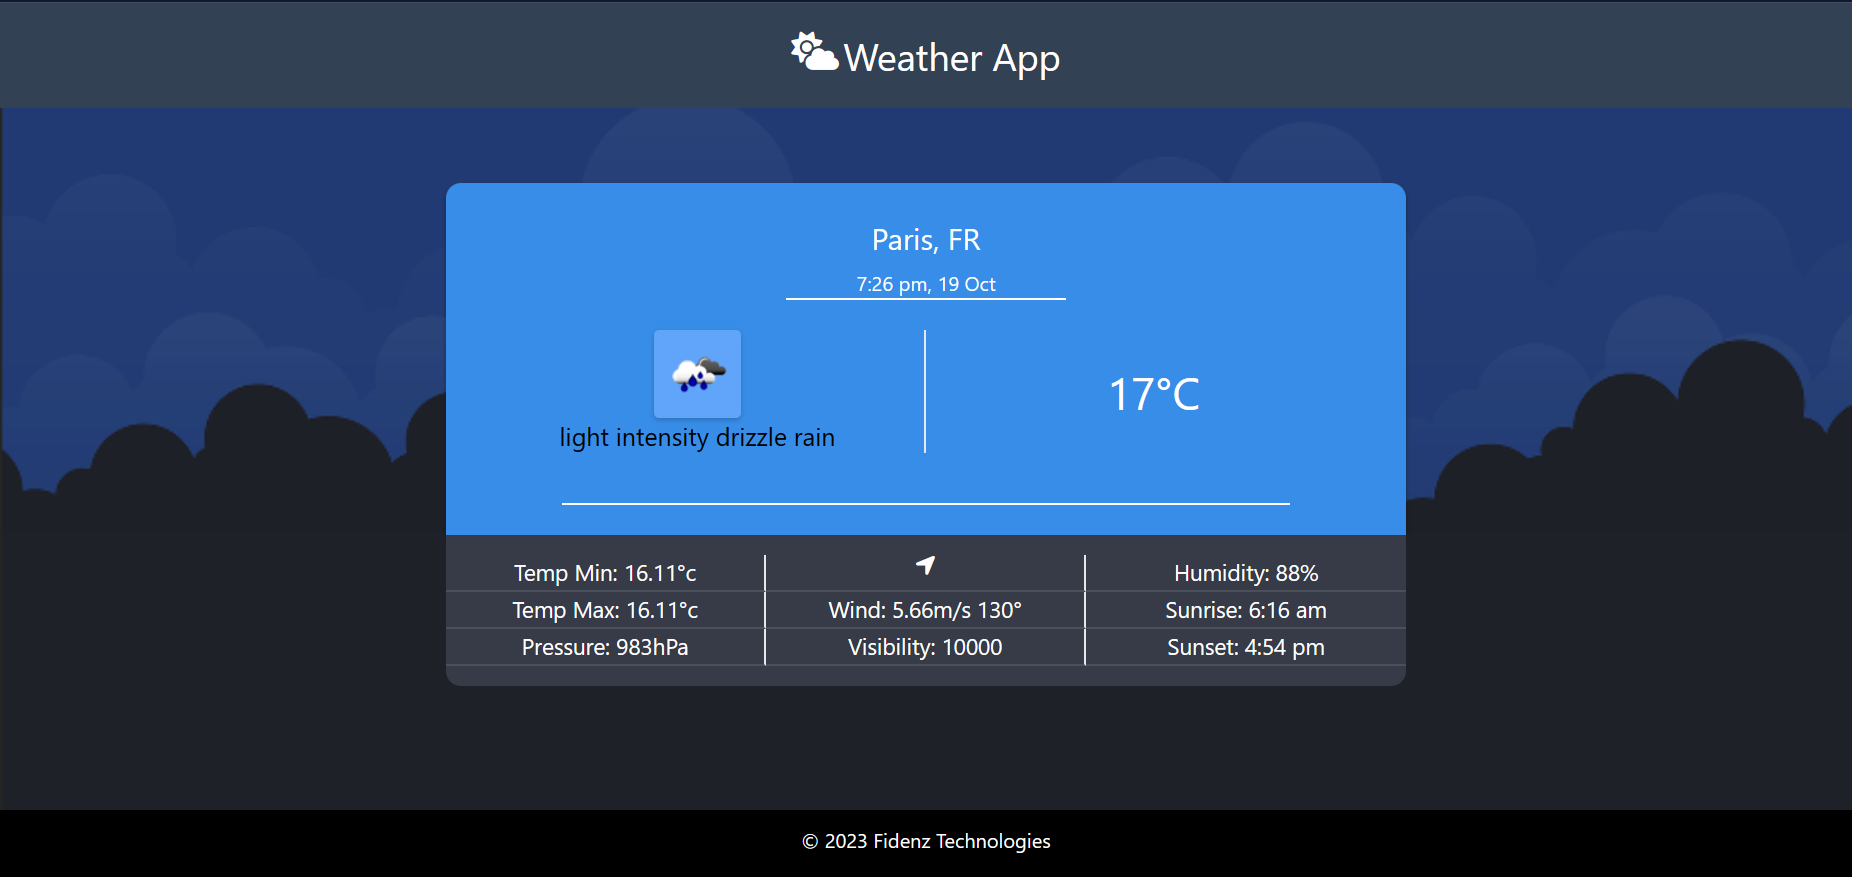 Weather App
Paris, FR
7:26 pm, 19 Oct
light intensity drizzle rain
17°C
Temp Min: 16.11°c
Temp Max: 16.11°c
Pressure: 983hPa
Wind: 5.66m/s 130°
Visibility: 10000
Humidity: 88%
Sunrise: 6:16 am
Sunset: 4:54 pm
© 2023 Fidenz Technologies